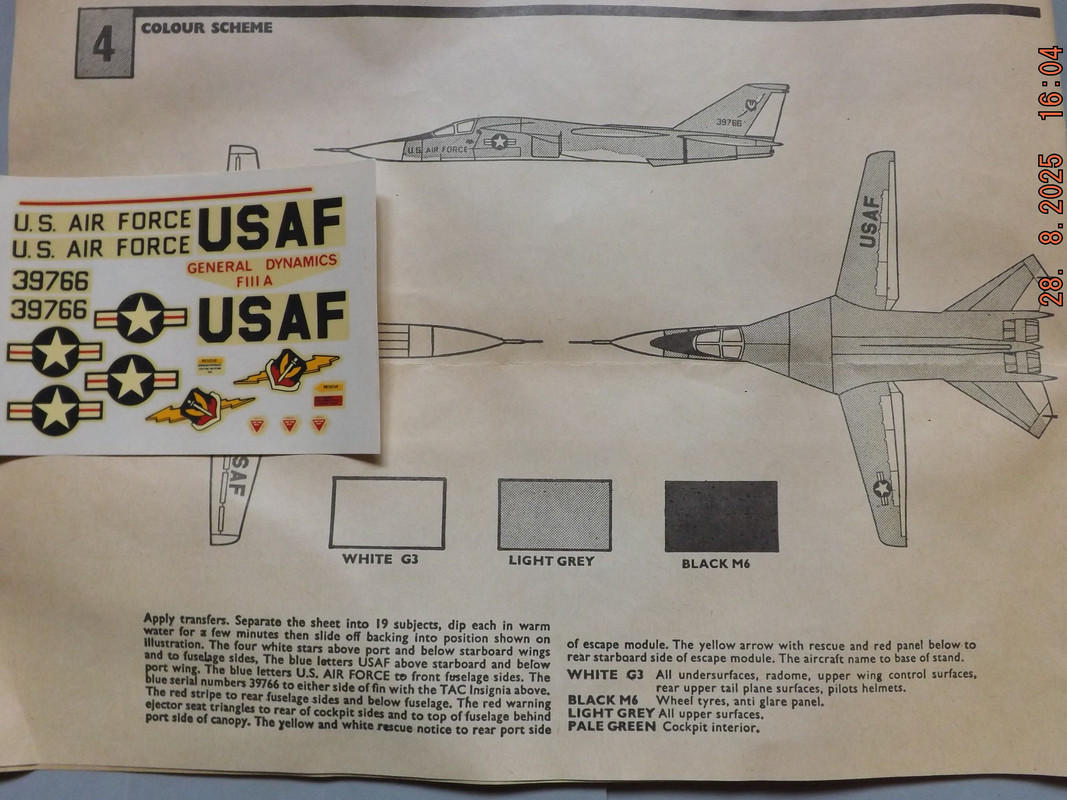 4
COLOUR SCHEME
28. 8.2025 16:04
39766
U.S. AIR FORCE
USAF
U.S. AIR FORCE
U.S. AIR FORCE
USAF
GENERAL DYNAMICS
FIII A
39766
39766
USAF
RESCUE
RESCUE
SAF
WHITE G3
LIGHT GREY
BLACK M6
Apply transfers. Separate the sheet into 19 subjects, dip each in warm
water for a few minutes then slide off backing into position shown on
illustration. The four white stars above port and below starboard wings
and to fuselage sides, The blue letters USAF above starboard and below
port wing. The blue letters U.S. AIR FORCE to front fuselage sides. The
blue serial numbers 39766 to either side of fin with the TAC Insignia above.
The red stripe to rear fuselage sides and below fuselage. The red warning
ejector seat triangles to rear of cockpit sides and to top of fuselage behind
port side of canopy. The yellow and white rescue notice to rear port side
of escape module. The yellow arrow with rescue and red panel below to
rear starboard side of escape module. The aircraft name to base of stand.
WHITE G3 All undersurfaces, radome, upper wing control surfaces,
rear upper tail plane surfaces, pilots helmets.
BLACK M6 Wheel tyres, anti glare panel.
LIGHT GREY All upper surfaces.
PALE GREEN Cockpit interior.